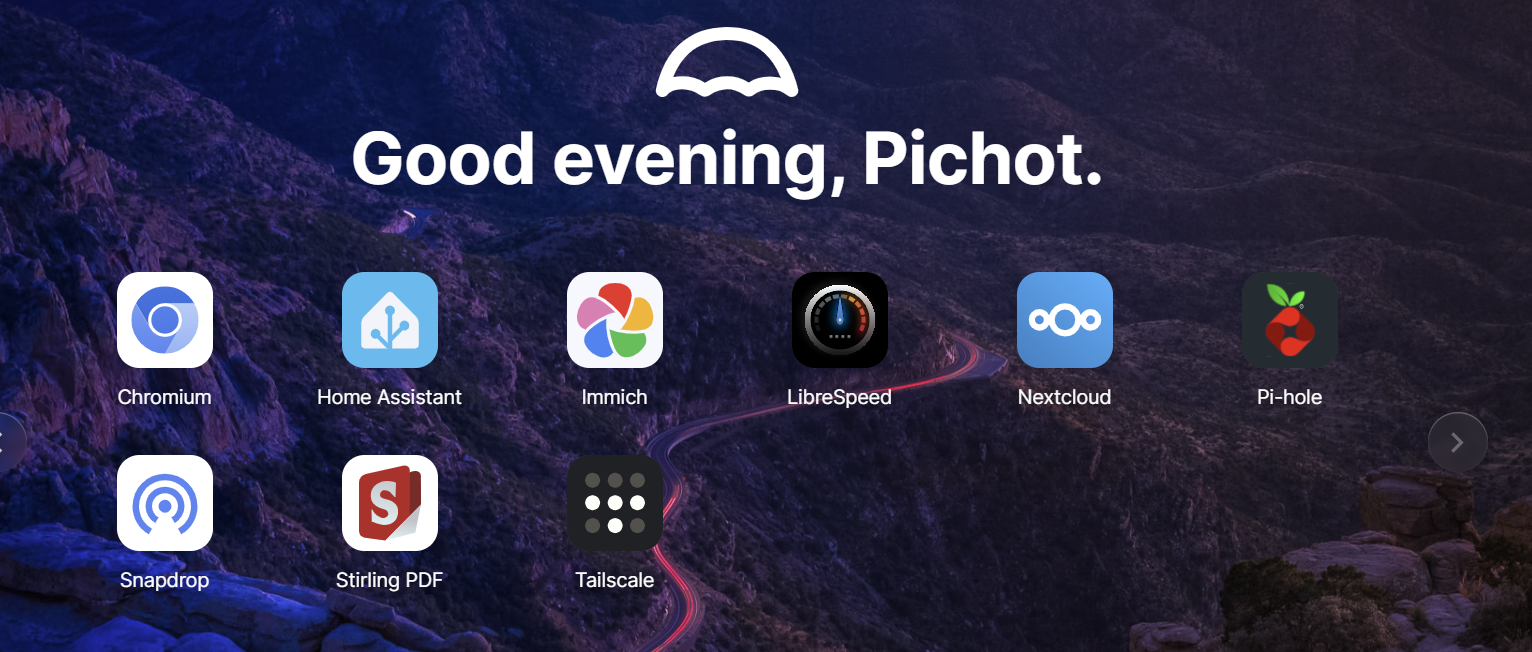 Good evening, Pichot.
Chromium
Home Assistant
Immich
LibreSpeed
Nextcloud
Pi-hole
Snapdrop
S
Stirling PDF
Tailscale